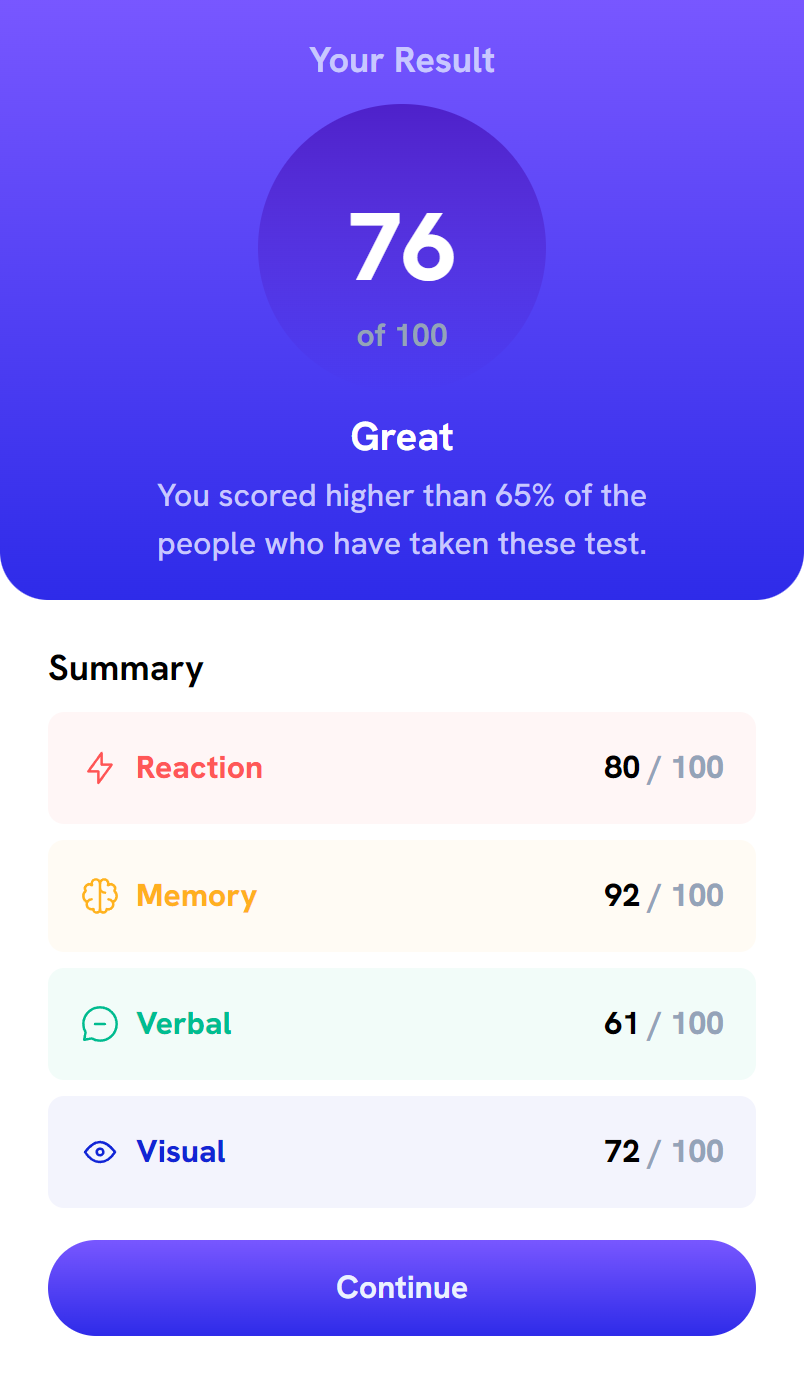 Your Result
76
of 100
Great
You scored higher than 65% of the
people who have taken these test.
Summary
Reaction 80 / 100
Memory 92 / 100
Verbal 61 / 100
Visual 72 / 100
Continue